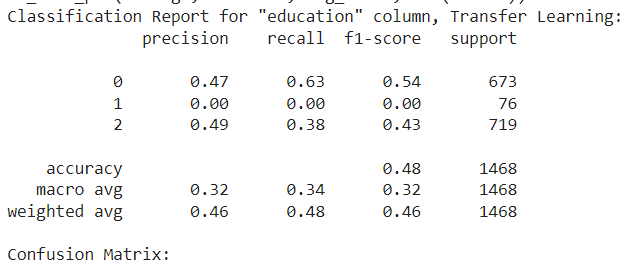 Classification Report for "education" column, Transfer Learning:
precision recall f1-score support
0 0.47 0.63 0.54 673
1 0.00 0.00 0.00 76
2 0.49 0.38 0.43 719
accuracy 0.48 1468
macro avg 0.32 0.34 0.32 1468
weighted avg 0.46 0.48 0.46 1468
Confusion Matrix: